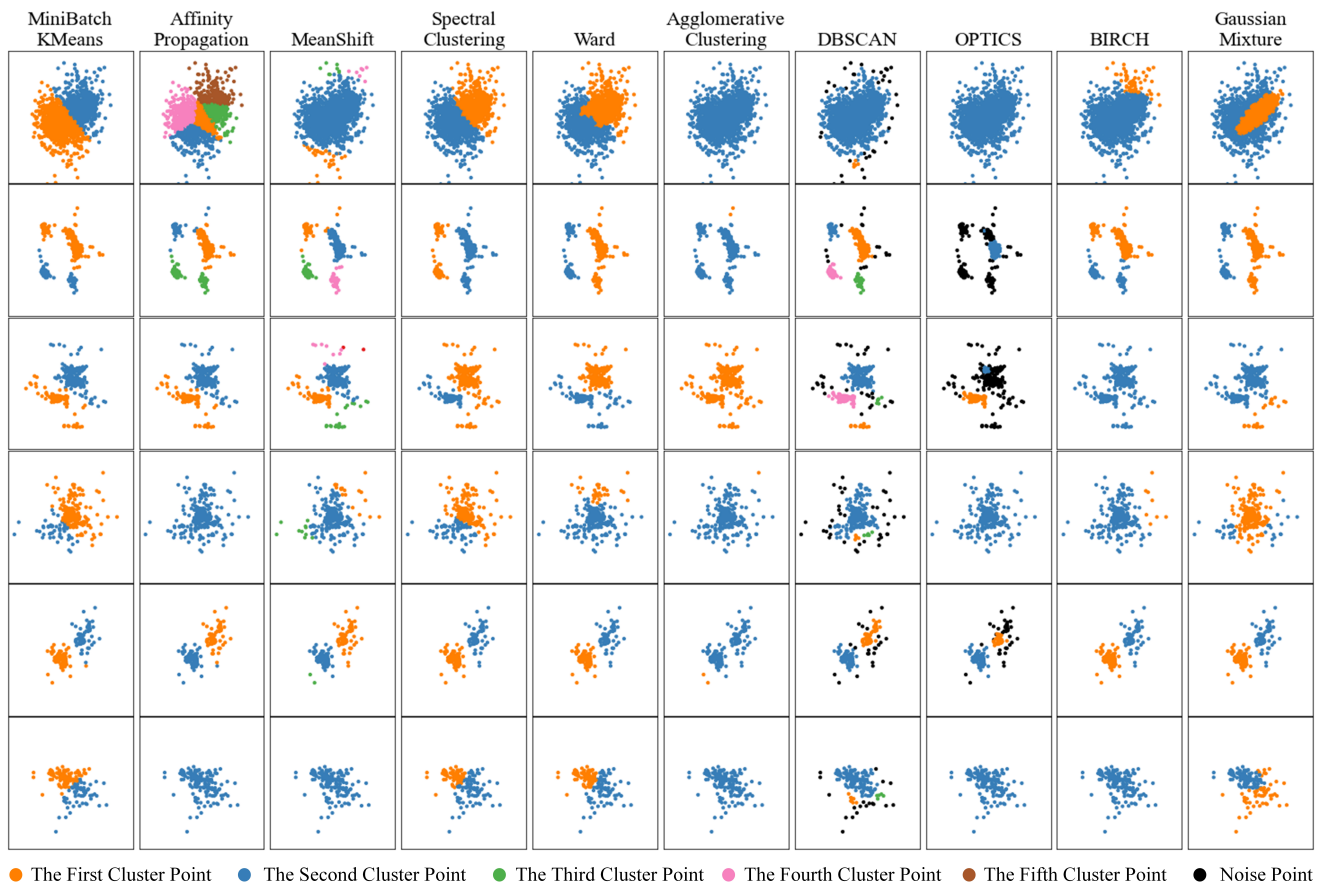 MiniBatch
KMeans
Affinity
Propagation
MeanShift
Spectral
Clustering
Ward
Agglomerative
Clustering
DBSCAN
OPTICS
BIRCH
Gaussian
Mixture
The First Cluster Point
The Second Cluster Point
The Third Cluster Point
The Fourth Cluster Point
The Fifth Cluster Point
Noise Point